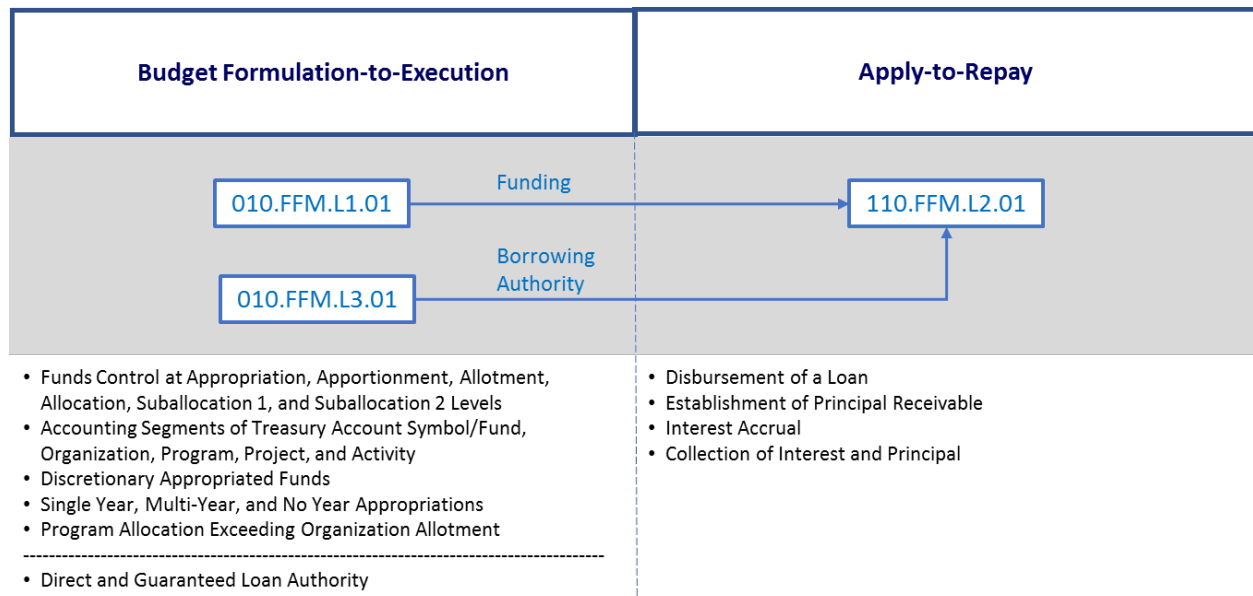 Budget Formulation-to-Execution
Apply-to-Repay
010.FFM.L1.01
Funding
110.FFM.L2.01
Borrowing
Authority
010.FFM.L3.01
• Funds Control at Appropriation, Apportionment, Allotment,
Allocation, Suballocation 1, and Suballocation 2 Levels
• Accounting Segments of Treasury Account Symbol/Fund,
Organization, Program, Project, and Activity
• Discretionary Appropriated Funds
• Single Year, Multi-Year, and No Year Appropriations
• Program Allocation Exceeding Organization Allotment
• Direct and Guaranteed Loan Authority
• Disbursement of a Loan
• Establishment of Principal Receivable
• Interest Accrual
• Collection of Interest and Principal